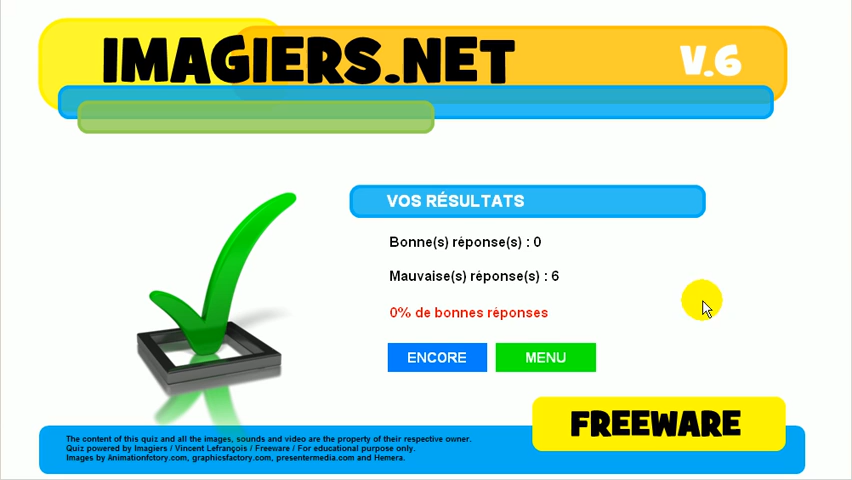 IMAGIERS.NET
V.6
VOS RÉSULTATS
Bonne(s) réponse(s) : 0
Mauvaise(s) réponse(s) : 6
0% de bonnes réponses
ENCORE
MENU
FREEWARE
The content of this quiz and all the images, sounds and video are the property of their respective owner.
Quiz powered by Imagiers / Vincent Lefrançois / Freeware / For educational purpose only.
Images by Animationfctory.com, graphicsfactory.com, presentermedia.com and Hemera.